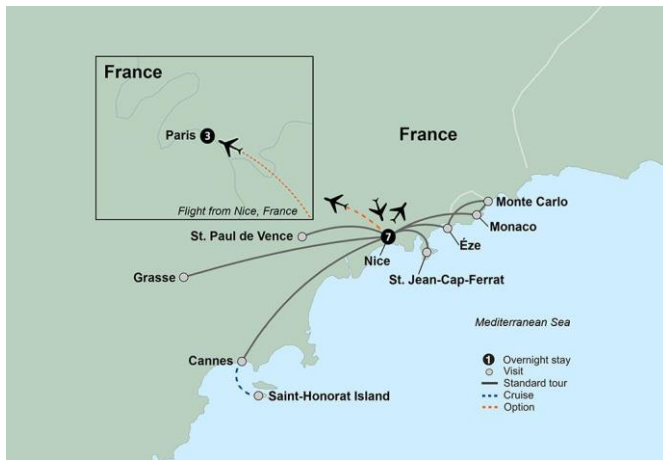 France
Paris
3
Flight from Nice, France
France
Monte Carlo
Monaco
Èze
St. Paul de Vence
7
Nice
St. Jean-Cap-Ferrat
Grasse
Mediterranean Sea
Cannes
Saint-Honorat Island
1 Overnight stay
Visit
Standard tour
Cruise
Option